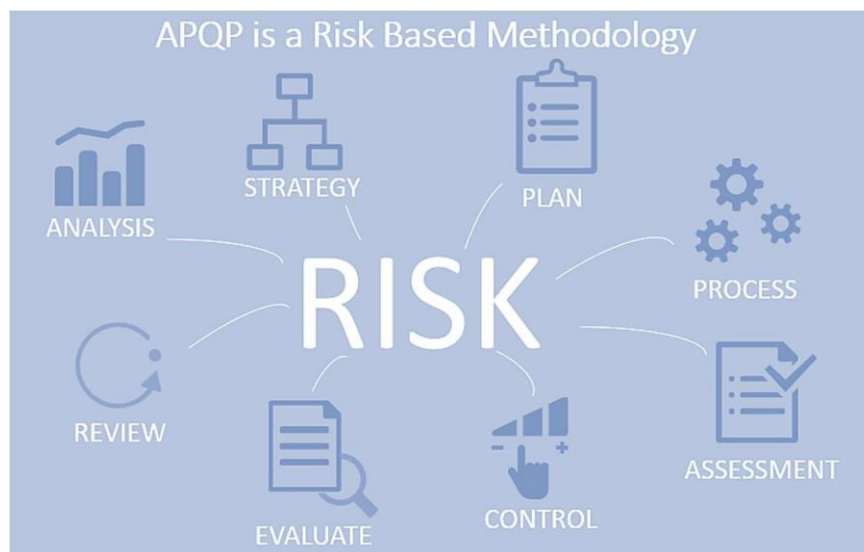 APQP is a Risk Based Methodology
STRATEGY
PLAN
ANALYSIS
PROCESS
RISK
REVIEW
ASSESSMENT
EVALUATE
CONTROL